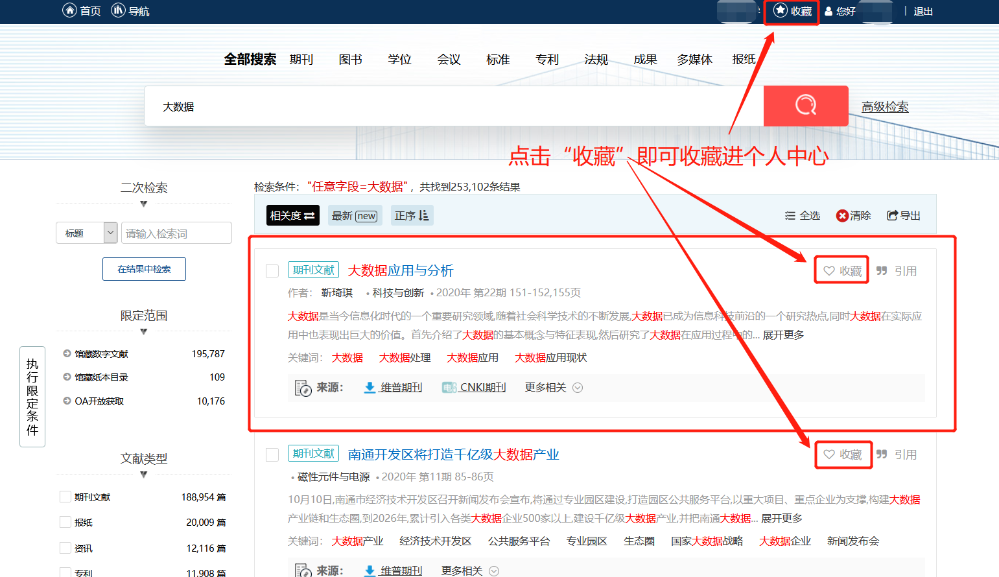 首页 导航 收藏 您好 | 退出
全部搜索 期刊 图书 学位 会议 标准 专利 法规 成果 多媒体 报纸
大数据 高级检索
点击“收藏”即可收藏进个人中心
二次检索
标题 请输入检索词
在结果中检索
限定范围
馆藏数字文献 195,787
馆藏纸本目录 109
OA开放获取 10,176
执行限定条件
文献类型
期刊文献 188,954 篇
报纸 20,009 篇
资讯 12,116 篇
专利 11,908 篇
检索条件："任意字段=大数据"，共找到253,102条结果
相关度 最新 new 正序 全选 清除 导出
期刊文献 大数据应用与分析 收藏 引用
作者： 靳琦琪 •科技与创新 •2020年 第22期 151-152,155页
大数据是当今信息化时代的一个重要研究领域,随着社会科学技术的不断发展,大数据已成为信息科技前沿的一个研究热点,同时大数据在实际应
用中也表现出巨大的价值。首先介绍了大数据的基本概念与特征表现,然后研究了大数据在应用过程中的... 展开更多
关键词： 大数据 大数据处理 大数据应用 大数据应用现状
来源： 维普期刊 CNKI期刊 更多相关
期刊文献 南通开发区将打造千亿级大数据产业 收藏 引用
•磁性元件与电源 •2020年 第11期 85-86页
10月10日,南通市经济技术开发区召开新闻发布会宣布,将通过专业园区建设,打造园区公共服务平台,以重大项目、重点企业为支撑,构建大数据
产业链和生态圈,到2026年,累计引入各类大数据企业500家以上,建设千亿级大数据产业,并把南通大数据... 展开更多
关键词： 大数据产业 经济技术开发区 公共服务平台 专业园区 生态圈 国家大数据战略 大数据企业 新闻发布会
来源： 维普期刊 更多相关